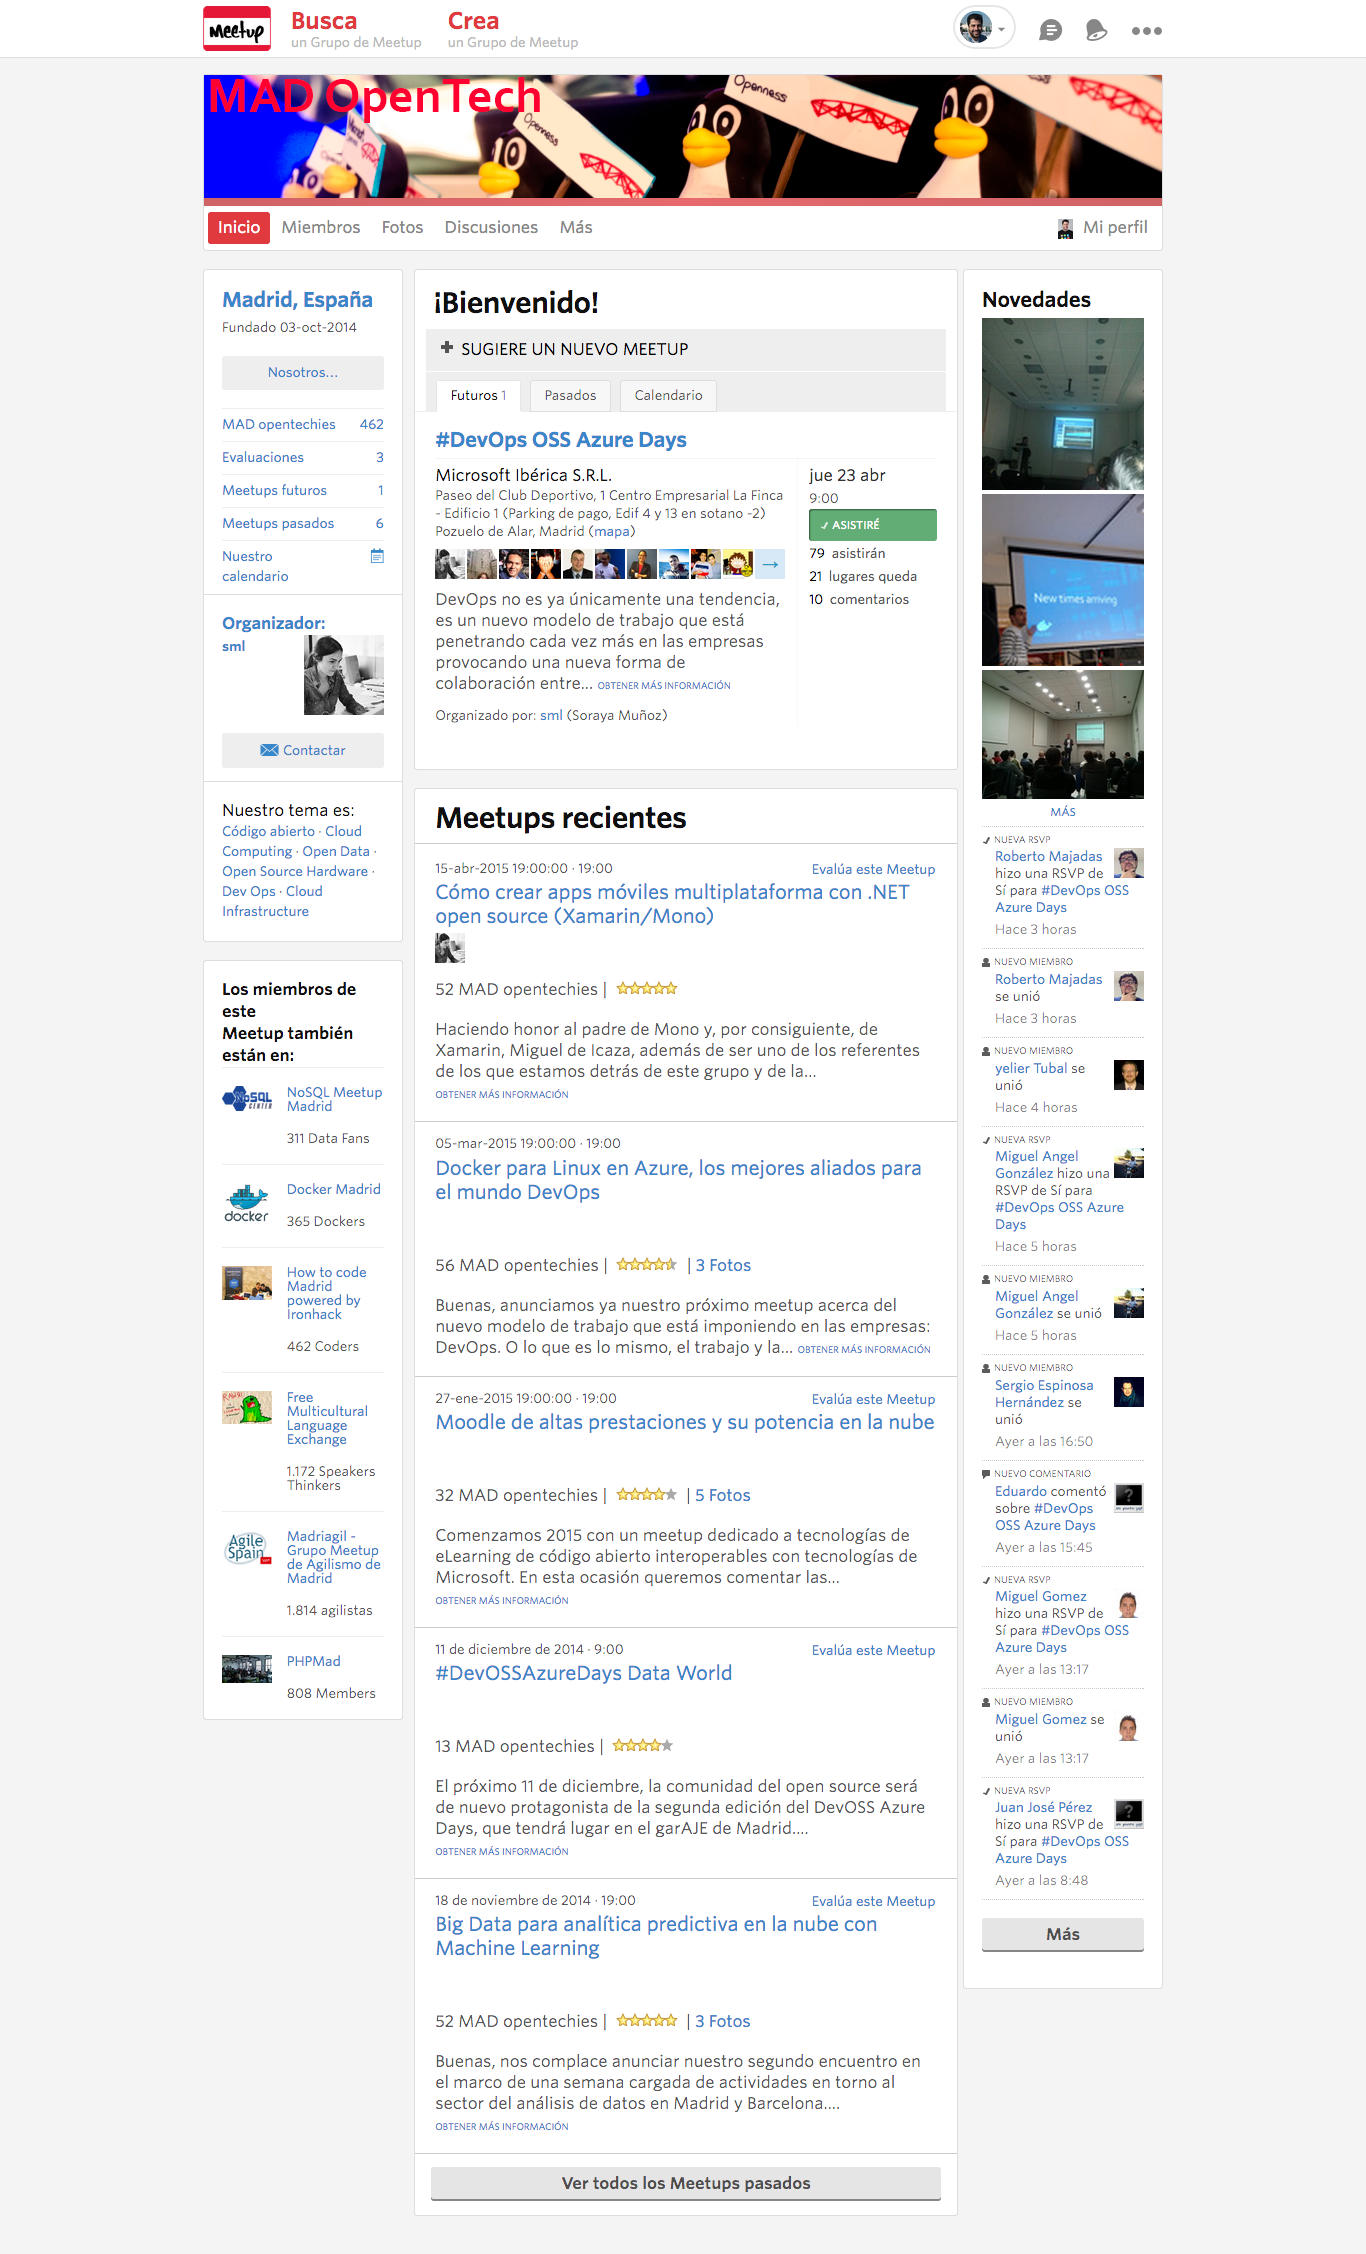 Meetup
Busca
un Grupo de Meetup
Crea
un Grupo de Meetup
MAD OpenTech
Openness
Openness
Inicio
Miembros
Fotos
Discusiones
Más
Mi perfil
Madrid, España
Fundado 03-oct-2014
Nosotros...
MAD opentechies 462
Evaluaciones 3
Meetups futuros 1
Meetups pasados 6
Nuestro
calendario
Organizador:
sml
Contactar
Nuestro tema es:
Código abierto · Cloud
Computing · Open Data ·
Open Source Hardware ·
Dev Ops · Cloud
Infrastructure
Los miembros de
este
Meetup también
están en:
NoSQL
CENTER
NoSQL Meetup
Madrid
311 Data Fans
docker
Docker Madrid
365 Dockers
How to code
Madrid
powered by
Ironhack
462 Coders
Free
Multicultural
Language
Exchange
1.172 Speakers
Thinkers
Agile
Spain
Madriagil -
Grupo Meetup
de Agilismo de
Madrid
1.814 agilistas
PHPMad
808 Members
¡Bienvenido!
+ SUGIERE UN NUEVO MEETUP
Futuros 1
Pasados
Calendario
#DevOps OSS Azure Days
Microsoft Ibérica S.R.L.
Paseo del Club Deportivo, 1 Centro Empresarial La Finca
- Edificio 1 (Parking de pago, Edif 4 y 13 en sotano -2)
Pozuelo de Alar, Madrid (mapa)
→
DevOps no es ya únicamente una tendencia,
es un nuevo modelo de trabajo que está
penetrando cada vez más en las empresas
provocando una nueva forma de
colaboración entre... OBTENER MÁS INFORMACIÓN
Organizado por: sml (Soraya Muñoz)
jue 23 abr
9:00
ASISTIRÉ
79 asistirán
21 lugares queda
10 comentarios
Meetups recientes
15-abr-2015 19:00:00 · 19:00
Evalúa este Meetup
Cómo crear apps móviles multiplataforma con .NET
open source (Xamarin/Mono)
52 MAD opentechies |
Haciendo honor al padre de Mono y, por consiguiente, de
Xamarin, Miguel de Icaza, además de ser uno de los referentes
de los que estamos detrás de este grupo y de la...
OBTENER MÁS INFORMACIÓN
05-mar-2015 19:00:00 · 19:00
Docker para Linux en Azure, los mejores aliados para
el mundo DevOps
56 MAD opentechies | | 3 Fotos
Buenas, anunciamos ya nuestro próximo meetup acerca del
nuevo modelo de trabajo que está imponiendo en las empresas:
DevOps. O lo que es lo mismo, el trabajo y la... OBTENER MÁS INFORMACIÓN
27-ene-2015 19:00:00 · 19:00
Evalúa este Meetup
Moodle de altas prestaciones y su potencia en la nube
32 MAD opentechies | | 5 Fotos
Comenzamos 2015 con un meetup dedicado a tecnologías de
eLearning de código abierto interoperables con tecnologías de
Microsoft. En esta ocasión queremos comentar las...
OBTENER MÁS INFORMACIÓN
11 de diciembre de 2014 · 9:00
Evalúa este Meetup
#DevOSSAzureDays Data World
13 MAD opentechies |
El próximo 11 de diciembre, la comunidad del open source será
de nuevo protagonista de la segunda edición del DevOSS Azure
Days, que tendrá lugar en el garAJE de Madrid....
OBTENER MÁS INFORMACIÓN
18 de noviembre de 2014 · 19:00
Evalúa este Meetup
Big Data para analítica predictiva en la nube con
Machine Learning
52 MAD opentechies | | 3 Fotos
Buenas, nos complace anunciar nuestro segundo encuentro en
el marco de una semana cargada de actividades en torno al
sector del análisis de datos en Madrid y Barcelona....
OBTENER MÁS INFORMACIÓN
Ver todos los Meetups pasados
Novedades
New times arriving
MÁS
NUEVA RSVP
Roberto Majadas
hizo una RSVP de
Sí para #DevOps OSS
Azure Days
Hace 3 horas
NUEVO MIEMBRO
Roberto Majadas
se unió
Hace 3 horas
NUEVO MIEMBRO
yelier Tubal se
unió
Hace 4 horas
NUEVA RSVP
Miguel Angel
González hizo una
RSVP de Sí para
#DevOps OSS Azure
Days
Hace 5 horas
NUEVO MIEMBRO
Miguel Angel
González se unió
Hace 5 horas
NUEVO MIEMBRO
Sergio Espinosa
Hernández se
unió
Ayer a las 16:50
NUEVO COMENTARIO
Eduardo comentó
sobre #DevOps
OSS Azure Days
Ayer a las 15:45
NUEVA RSVP
Miguel Gomez
hizo una RSVP de
Sí para #DevOps OSS
Azure Days
Ayer a las 13:17
NUEVO MIEMBRO
Miguel Gomez se
unió
Ayer a las 13:17
NUEVA RSVP
Juan José Pérez
hizo una RSVP de
Sí para #DevOps OSS
Azure Days
Ayer a las 8:48
Más